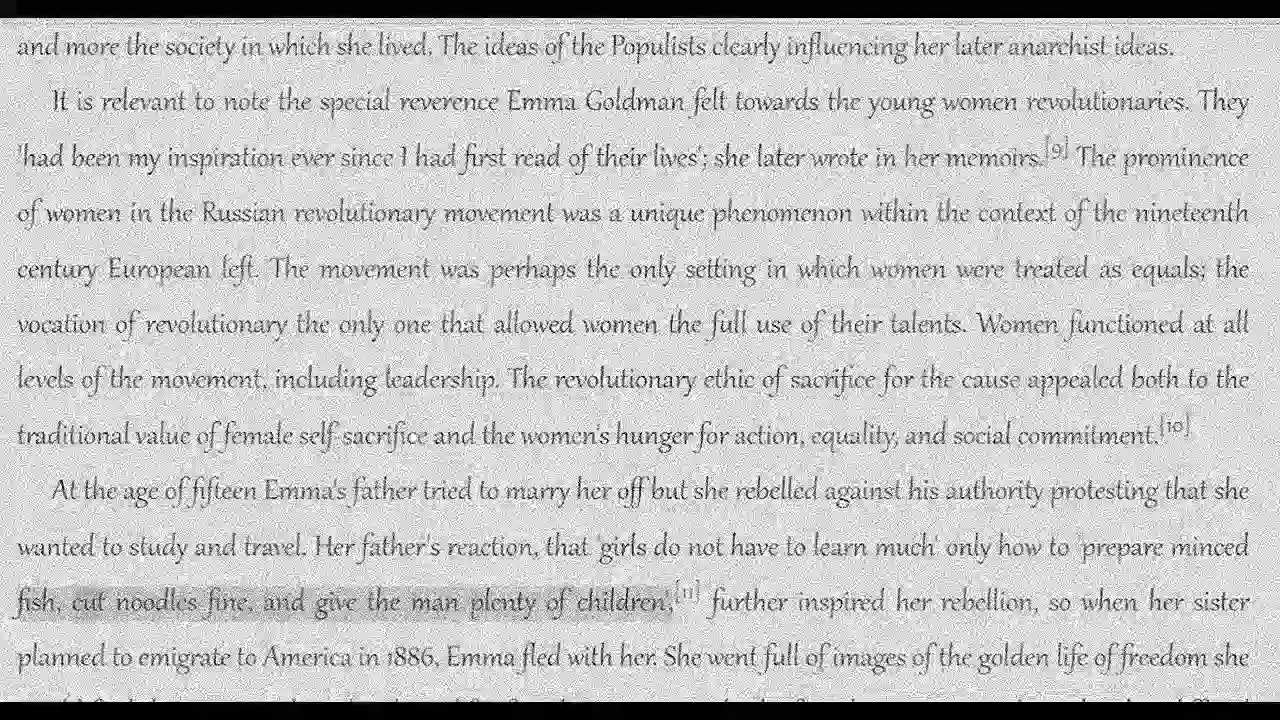 and more the society in which she lived. The ideas of the Populists clearly influencing her later anarchist ideas.
It is relevant to note the special reverence Emma Goldman felt towards the young women revolutionaries. They
'had been my inspiration ever since I had first read of their lives'; she later wrote in her memoirs.[9] The prominence
of women in the Russian revolutionary movement was a unique phenomenon within the context of the nineteenth
century European left. The movement was perhaps the only setting in which women were treated as equals; the
vocation of revolutionary the only one that allowed women the full use of their talents. Women functioned at all
levels of the movement, including leadership. The revolutionary ethic of sacrifice for the cause appealed both to the
traditional value of female self-sacrifice and the women's hunger for action, equality, and social commitment.[10]
At the age of fifteen Emma's father tried to marry her off but she rebelled against his authority protesting that she
wanted to study and travel. Her father's reaction, that 'girls do not have to learn much' only how to 'prepare minced
fish, cut noodles fine, and give the man plenty of children',[11] further inspired her rebellion, so when her sister
planned to emigrate to America in 1886, Emma fled with her. She went full of images of the golden life of freedom she